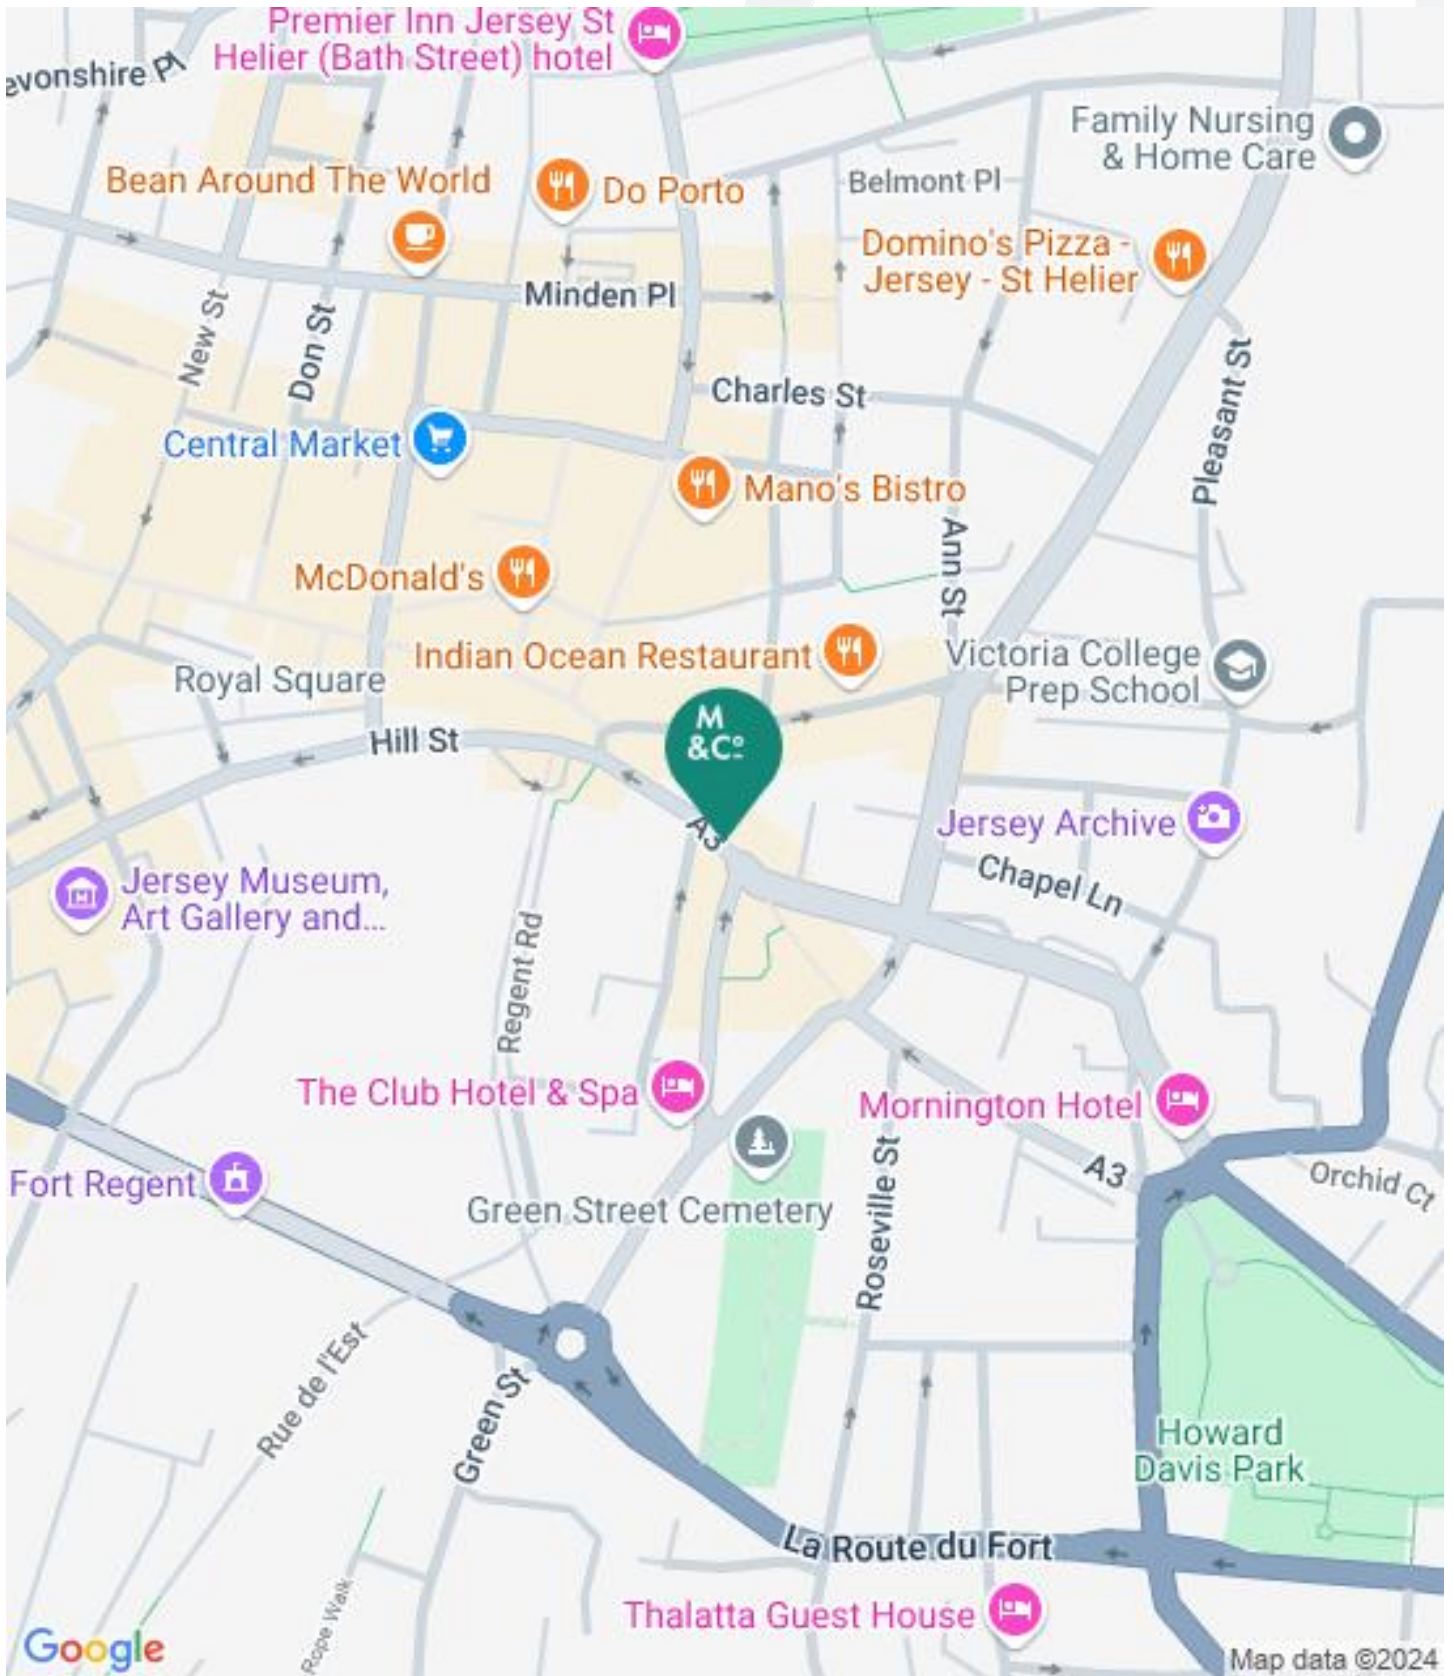 Premier Inn Jersey St
Helier (Bath Street) hotel
evonshire Pl
Family Nursing
& Home Care
Bean Around The World
Do Porto
Belmont Pl
Domino's Pizza -
Jersey - St Helier
Minden Pl
New St
Don St
Charles St
Pleasant St
Central Market
Mano's Bistro
Ann St
McDonald's
Indian Ocean Restaurant
Victoria College
Prep School
Royal Square
M
&Cº
Hill St
A3
Jersey Archive
Chapel Ln
Jersey Museum,
Art Gallery and...
Regent Rd
The Club Hotel & Spa
Mornington Hotel
Fort Regent
Green Street Cemetery
Roseville St
A3
Orchid Ct
Rue de l'Est
Green St
Howard
Davis Park
La Route du Fort
Rope Walk
Thalatta Guest House
Google
Map data ©2024